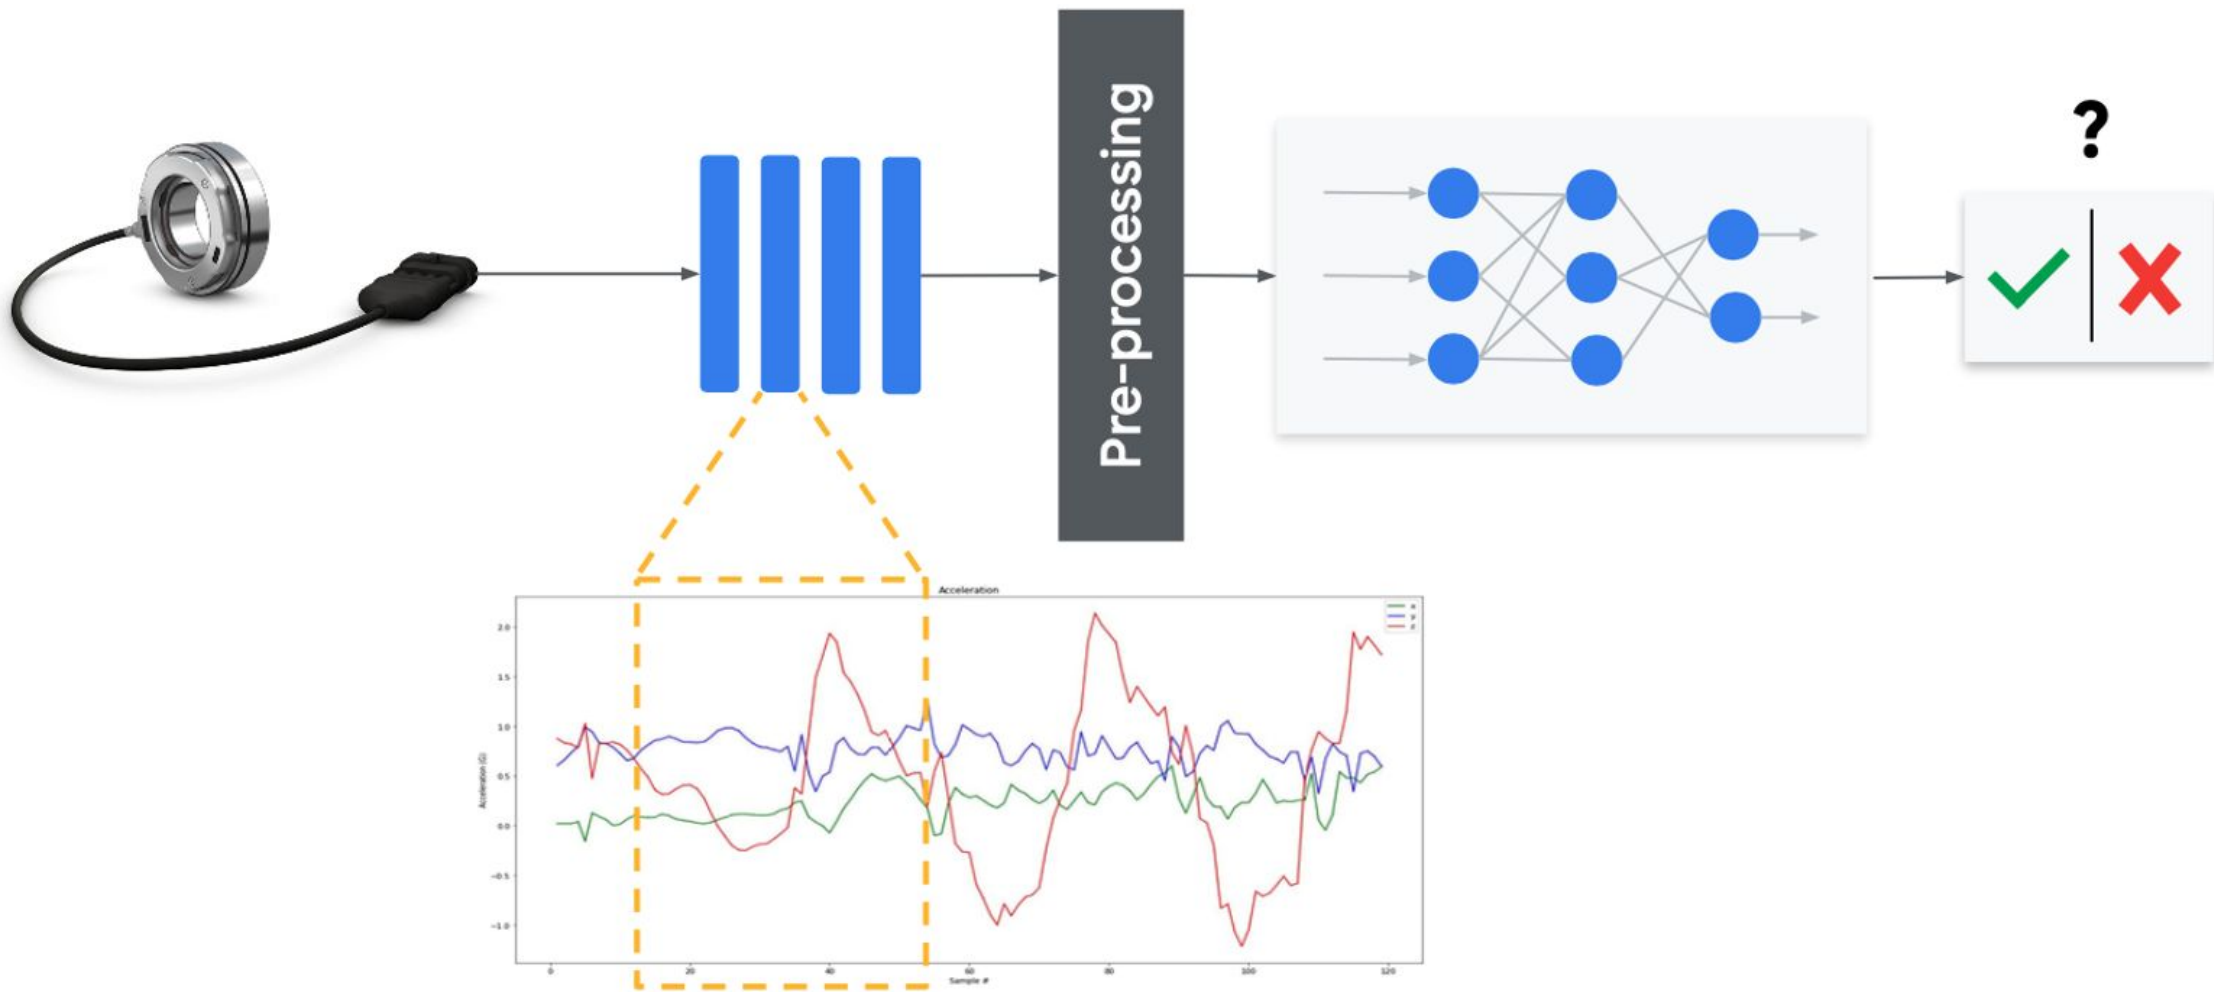 ?
Pre-processing
Acceleration
x
y
z
2.0
1.5
1.0
0.5
0.0
−0.5
−1.0
Acceleration (G)
0 20 40 60 80 100 120
Sample #